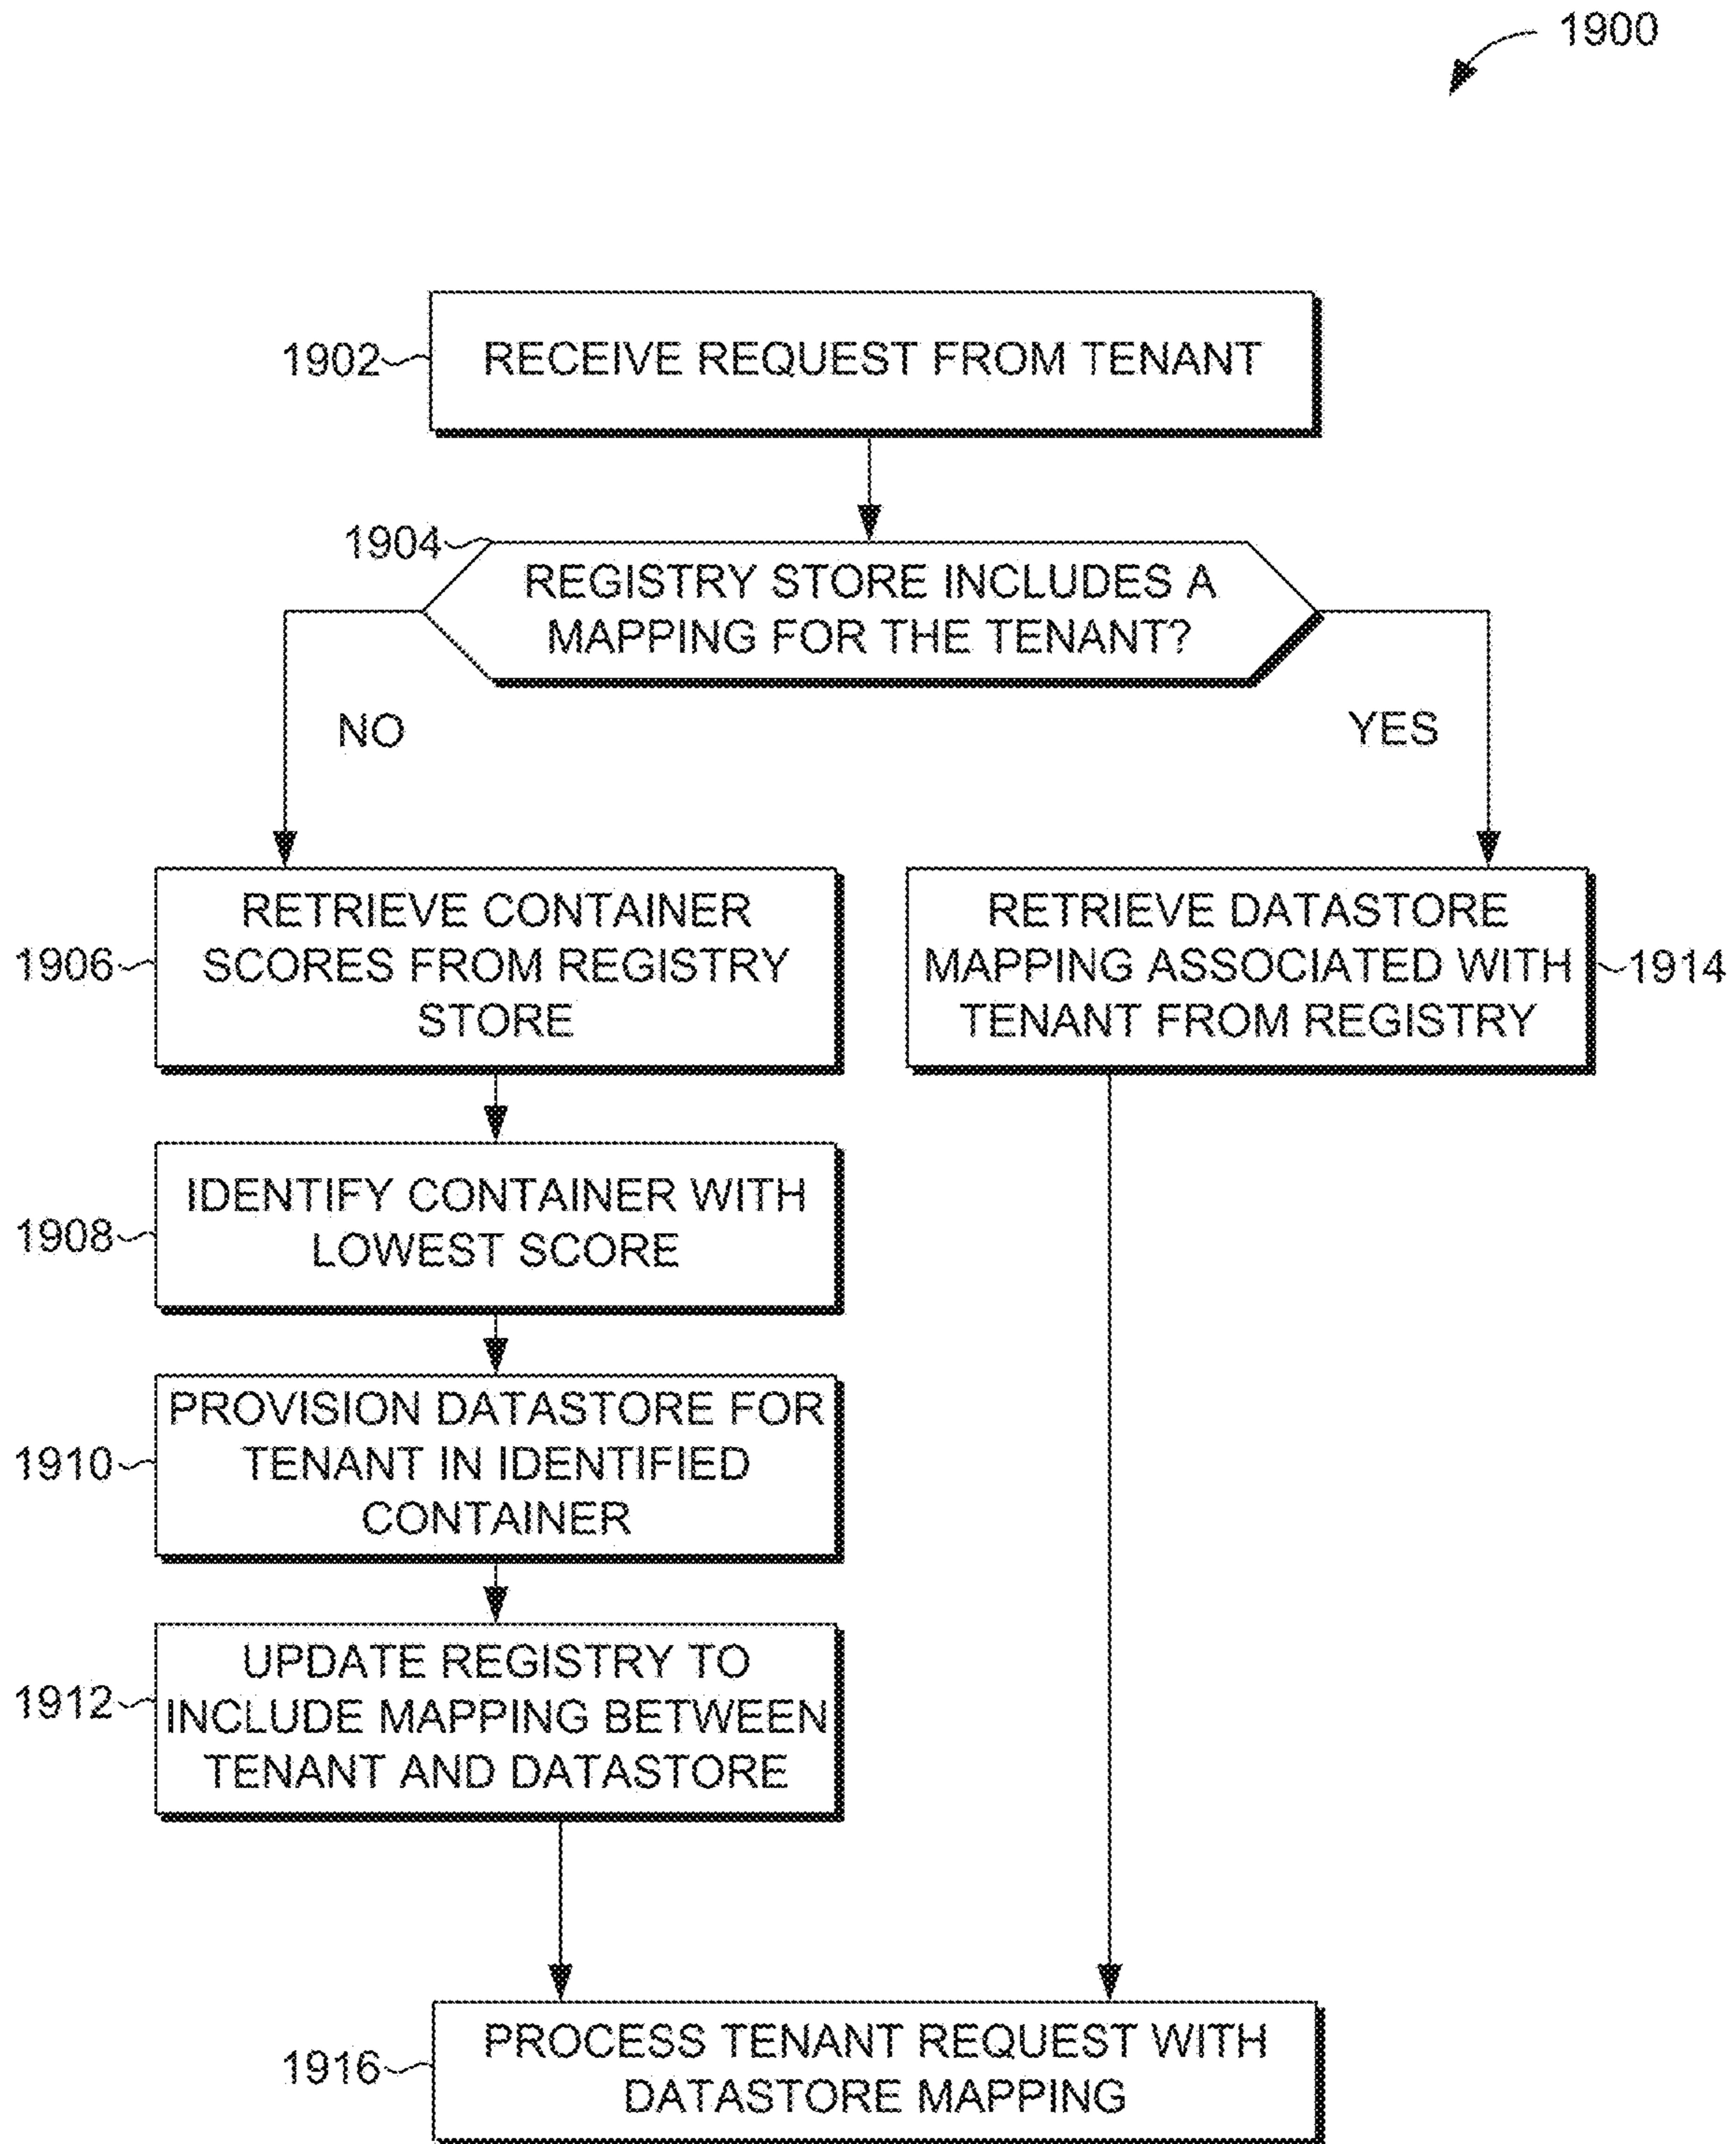 1900
1902
RECEIVE REQUEST FROM TENANT
1904
REGISTRY STORE INCLUDES A
MAPPING FOR THE TENANT?
NO
YES
1906
RETRIEVE CONTAINER
SCORES FROM REGISTRY
STORE
RETRIEVE DATASTORE
MAPPING ASSOCIATED WITH
TENANT FROM REGISTRY
1914
1908
IDENTIFY CONTAINER WITH
LOWEST SCORE
1910
PROVISION DATASTORE FOR
TENANT IN IDENTIFIED
CONTAINER
1912
UPDATE REGISTRY TO
INCLUDE MAPPING BETWEEN
TENANT AND DATASTORE
1916
PROCESS TENANT REQUEST WITH
DATASTORE MAPPING